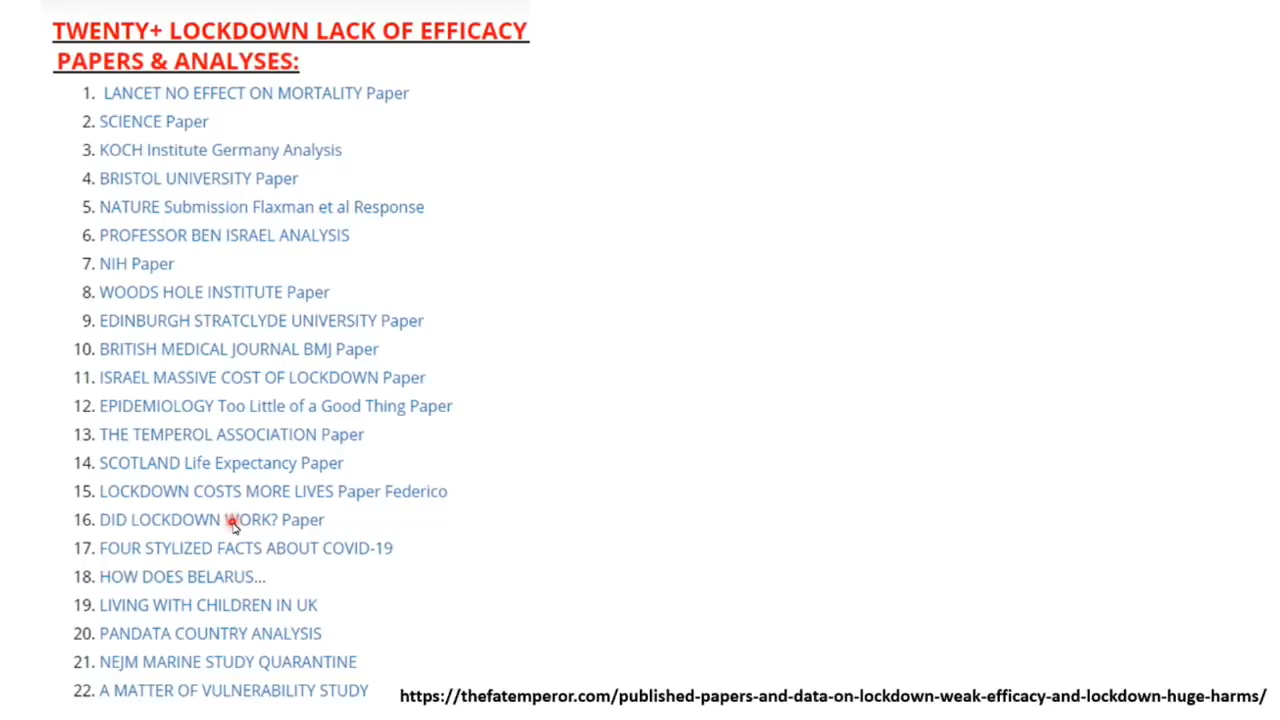 TWENTY+ LOCKDOWN LACK OF EFFICACY
PAPERS & ANALYSES:
1. LANCET NO EFFECT ON MORTALITY Paper
2. SCIENCE Paper
3. KOCH Institute Germany Analysis
4. BRISTOL UNIVERSITY Paper
5. NATURE Submission Flaxman et al Response
6. PROFESSOR BEN ISRAEL ANALYSIS
7. NIH Paper
8. WOODS HOLE INSTITUTE Paper
9. EDINBURGH STRATCLYDE UNIVERSITY Paper
10. BRITISH MEDICAL JOURNAL BMJ Paper
11. ISRAEL MASSIVE COST OF LOCKDOWN Paper
12. EPIDEMIOLOGY Too Little of a Good Thing Paper
13. THE TEMPEROL ASSOCIATION Paper
14. SCOTLAND Life Expectancy Paper
15. LOCKDOWN COSTS MORE LIVES Paper Federico
16. DID LOCKDOWN WORK? Paper
17. FOUR STYLIZED FACTS ABOUT COVID-19
18. HOW DOES BELARUS...
19. LIVING WITH CHILDREN IN UK
20. PANDATA COUNTRY ANALYSIS
21. NEJM MARINE STUDY QUARANTINE
22. A MATTER OF VULNERABILITY STUDY
https://thefatemperor.com/published-papers-and-data-on-lockdown-weak-efficacy-and-lockdown-huge-harms/